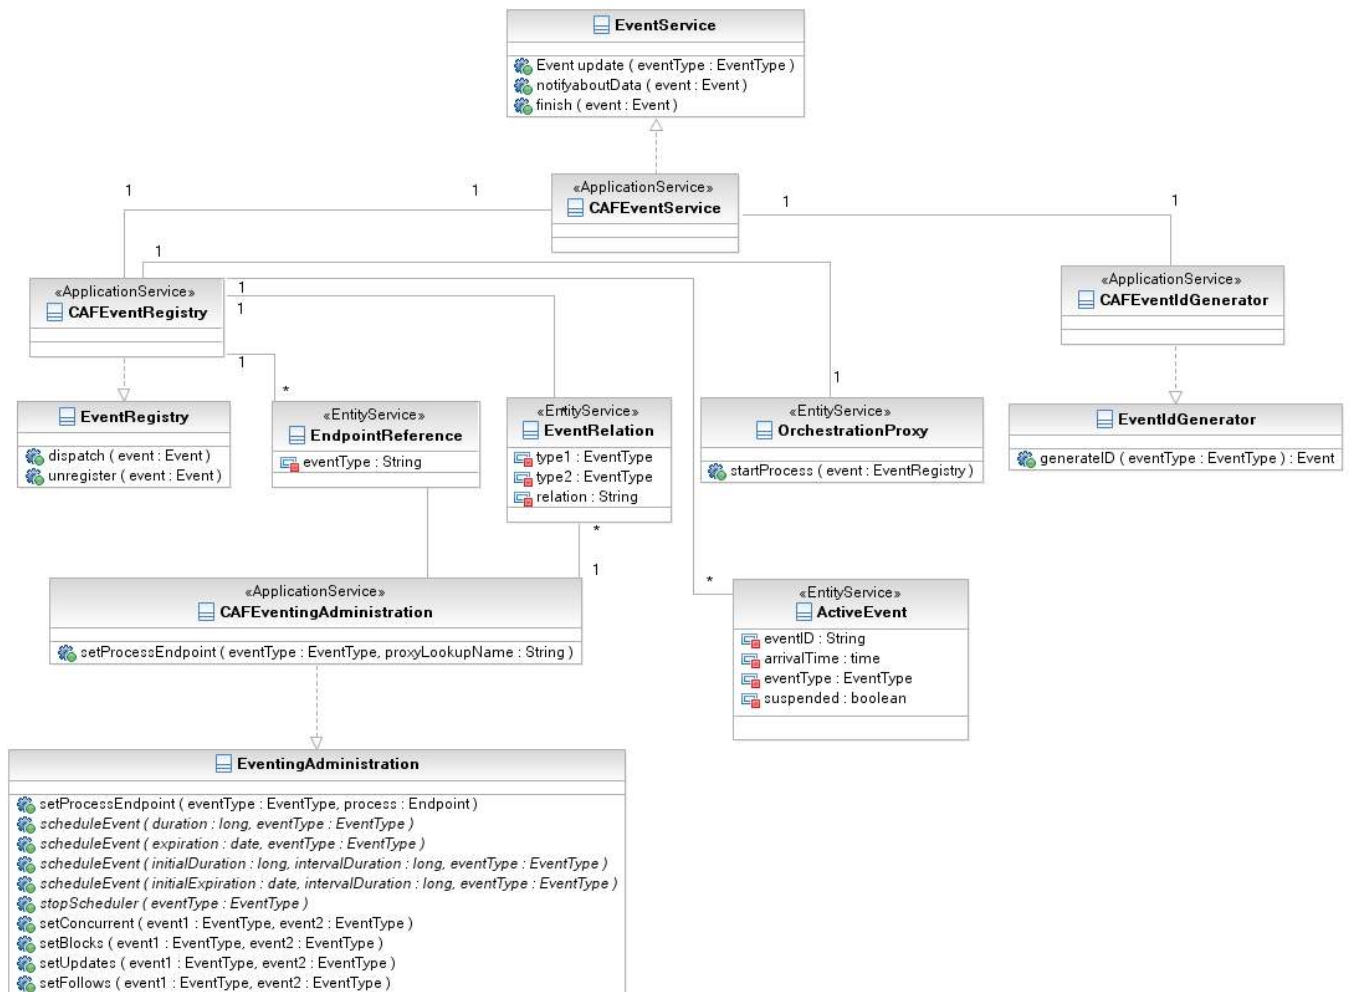 EventService
Event update ( eventType : EventType )
notifyaboutData ( event : Event )
finish ( event : Event )
«ApplicationService»
CAFEventService
1
1
1
1
1
«ApplicationService»
CAFEventRegistry
1
1
1
«ApplicationService»
CAFEventIdGenerator
EventRegistry
dispatch ( event : Event )
unregister ( event : Event )
*
«EntityService»
EndpointReference
eventType : String
*
«EntityService»
EventRelation
type1 : EventType
type2 : EventType
relation : String
1
«EntityService»
OrchestrationProxy
startProcess ( event : EventRegistry )
EventIdGenerator
generateID ( eventType : EventType ) : Event
*
1
«ApplicationService»
CAFEventingAdministration
setProcessEndpoint ( eventType : EventType, proxyLookupName : String )
*
«EntityService»
ActiveEvent
eventID : String
arrivalTime : time
eventType : EventType
suspended : boolean
EventingAdministration
setProcessEndpoint ( eventType : EventType, process : Endpoint )
scheduleEvent ( duration : long, eventType : EventType )
scheduleEvent ( expiration : date, eventType : EventType )
scheduleEvent ( initialDuration : long, intervalDuration : long, eventType : EventType )
scheduleEvent ( initialExpiration : date, intervalDuration : long, eventType : EventType )
stopScheduler ( eventType : EventType )
setConcurrent ( event1 : EventType, event2 : EventType )
setBlocks ( event1 : EventType, event2 : EventType )
setUpdates ( event1 : EventType, event2 : EventType )
setFollows ( event1 : EventType, event2 : EventType )